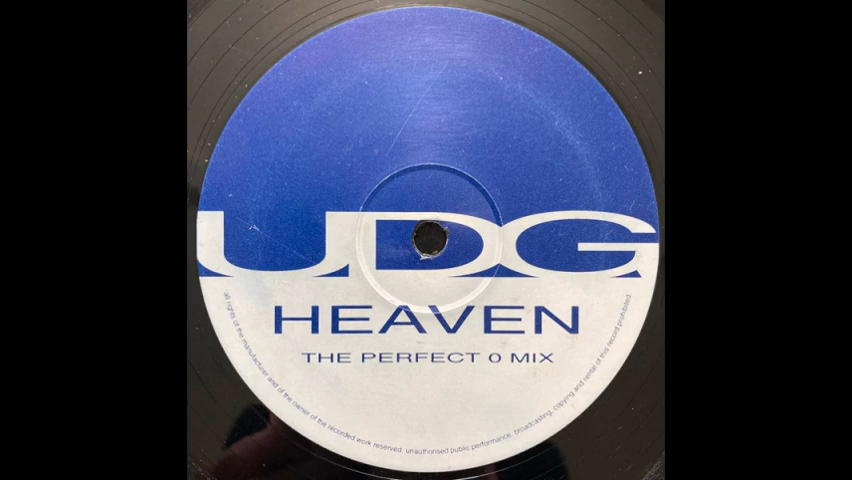 UDG
HEAVEN
THE PERFECT 0 MIX
all rights of the manufacturer and of the owner of the recorded work reserved; unauthorised public performance, broadcasting, copying and rental of this record prohibited